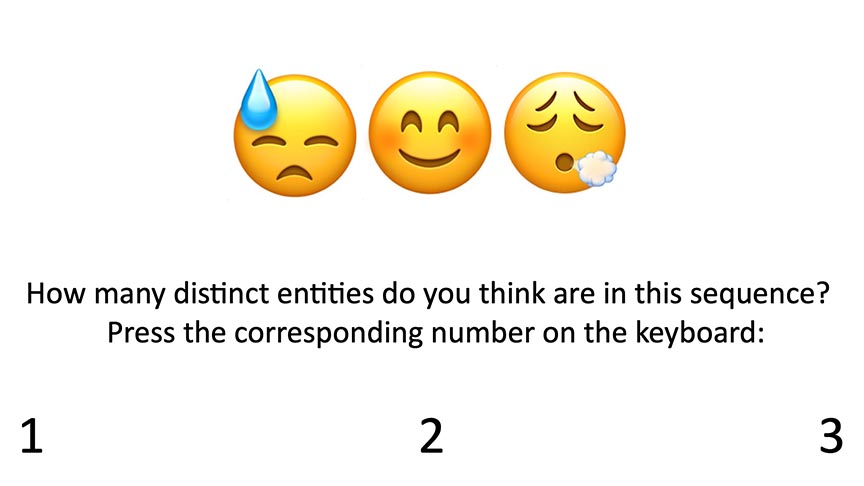 How many distinct entities do you think are in this sequence?
Press the corresponding number on the keyboard:
1 2 3